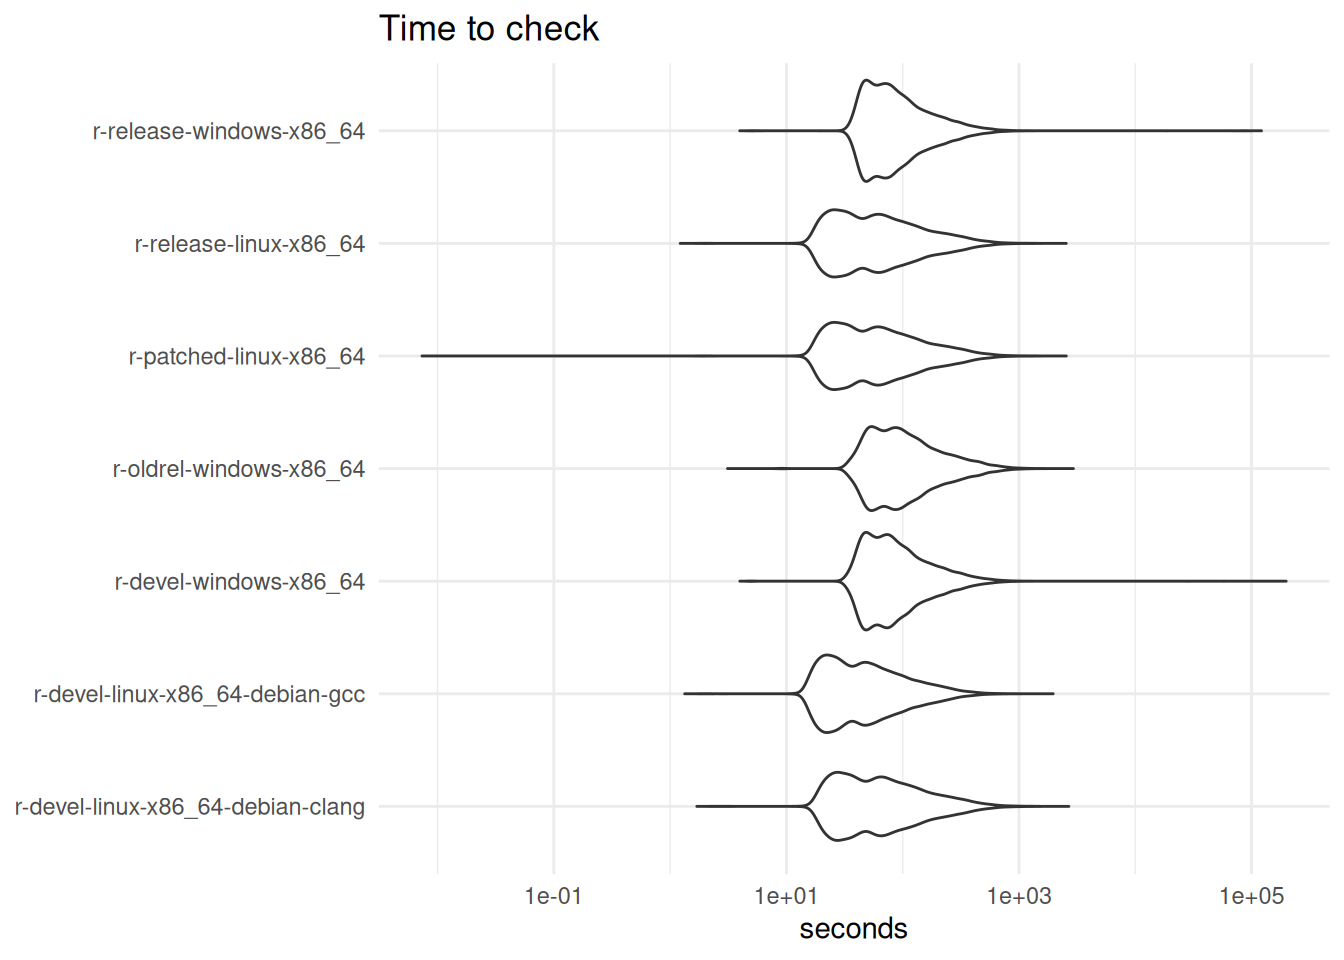 Time to check
r-release-windows-x86_64
r-release-linux-x86_64
r-patched-linux-x86_64
r-oldrel-windows-x86_64
r-devel-windows-x86_64
r-devel-linux-x86_64-debian-gcc
r-devel-linux-x86_64-debian-clang
1e-01 1e+01 1e+03 1e+05
seconds